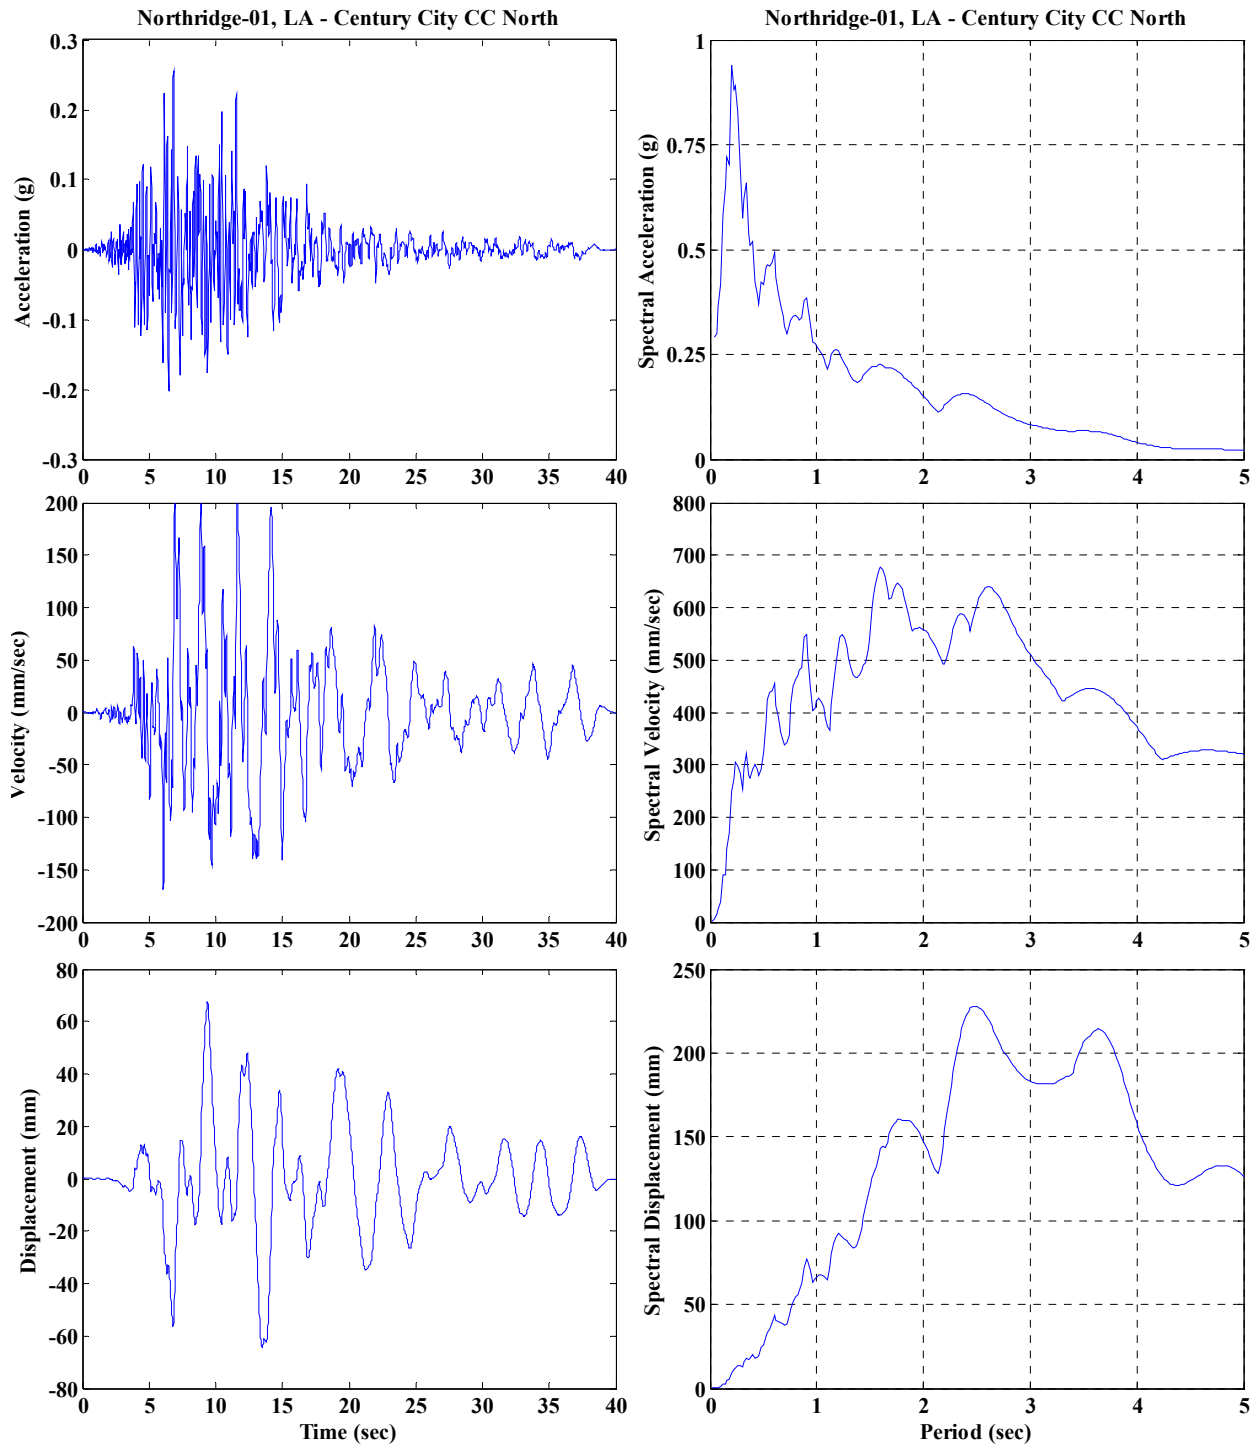 Northridge-01, LA - Century City CC North
0.3
0.2
0.1
0
-0.1
-0.2
-0.3
Acceleration (g)
0 5 10 15 20 25 30 35 40
Northridge-01, LA - Century City CC North
1
0.75
0.5
0.25
0
Spectral Acceleration (g)
0 1 2 3 4 5
200
150
100
50
0
-50
-100
-150
-200
Velocity (mm/sec)
0 5 10 15 20 25 30 35 40
800
700
600
500
400
300
200
100
0
Spectral Velocity (mm/sec)
0 1 2 3 4 5
80
60
40
20
0
-20
-40
-60
-80
Displacement (mm)
0 5 10 15 20 25 30 35 40
Time (sec)
250
200
150
100
50
0
Spectral Displacement (mm)
0 1 2 3 4 5
Period (sec)